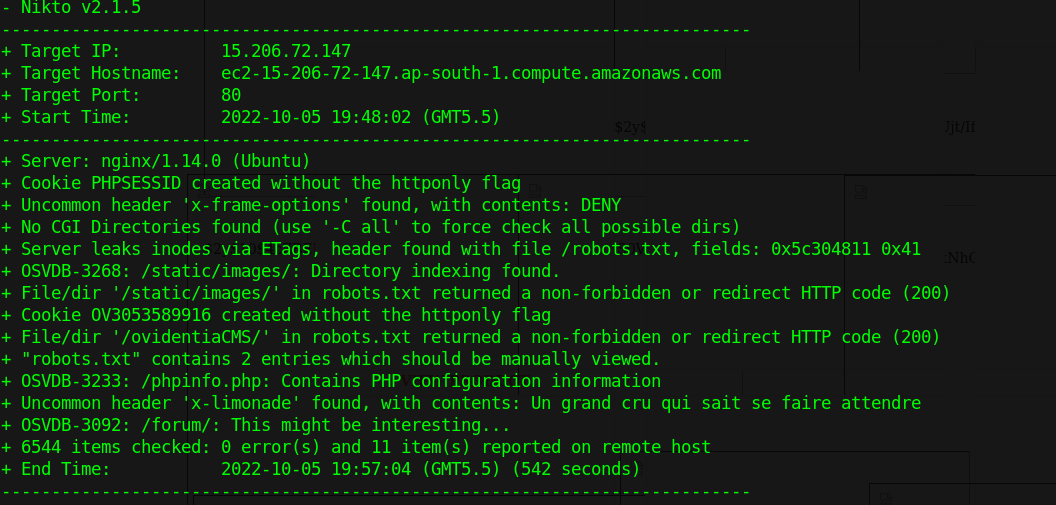 - Nikto v2.1.5
---------------------------------------------------------------------------
+ Target IP:          15.206.72.147
+ Target Hostname:    ec2-15-206-72-147.ap-south-1.compute.amazonaws.com
+ Target Port:        80
+ Start Time:         2022-10-05 19:48:02 (GMT5.5)
---------------------------------------------------------------------------
+ Server: nginx/1.14.0 (Ubuntu)
+ Cookie PHPSESSID created without the httponly flag
+ Uncommon header 'x-frame-options' found, with contents: DENY
+ No CGI Directories found (use '-C all' to force check all possible dirs)
+ Server leaks inodes via ETags, header found with file /robots.txt, fields: 0x5c304811 0x41
+ OSVDB-3268: /static/images/: Directory indexing found.
+ File/dir '/static/images/' in robots.txt returned a non-forbidden or redirect HTTP code (200)
+ Cookie OV3053589916 created without the httponly flag
+ File/dir '/ovidentiaCMS/' in robots.txt returned a non-forbidden or redirect HTTP code (200)
+ "robots.txt" contains 2 entries which should be manually viewed.
+ OSVDB-3233: /phpinfo.php: Contains PHP configuration information
+ Uncommon header 'x-limonade' found, with contents: Un grand cru qui sait se faire attendre
+ OSVDB-3092: /forum/: This might be interesting...
+ 6544 items checked: 0 error(s) and 11 item(s) reported on remote host
+ End Time:           2022-10-05 19:57:04 (GMT5.5) (542 seconds)
---------------------------------------------------------------------------